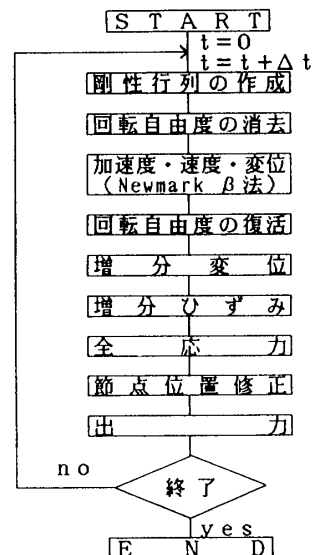 START
t=0
t=t+Δt
剛性行列の作成
回転自由度の消去
加速度・速度・変位
（Newmark β法）
回転自由度の復活
増分変位
増分ひずみ
全応力
節点位置修正
出力
no
終了
yes
END